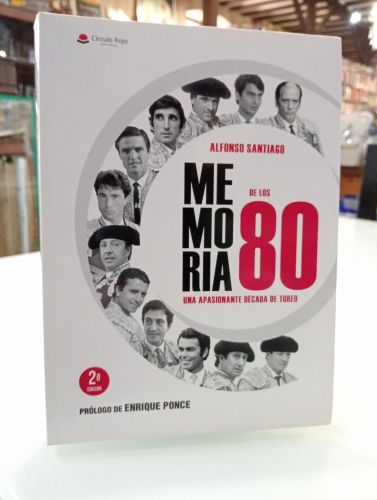 Círculo Rojo
EDITORIAL
ALFONSO SANTIAGO
ME
MO
RIA
DE LOS
80
UNA APASIONANTE DÉCADA DE TOREO
2ª
EDICIÓN
PRÓLOGO DE ENRIQUE PONCE